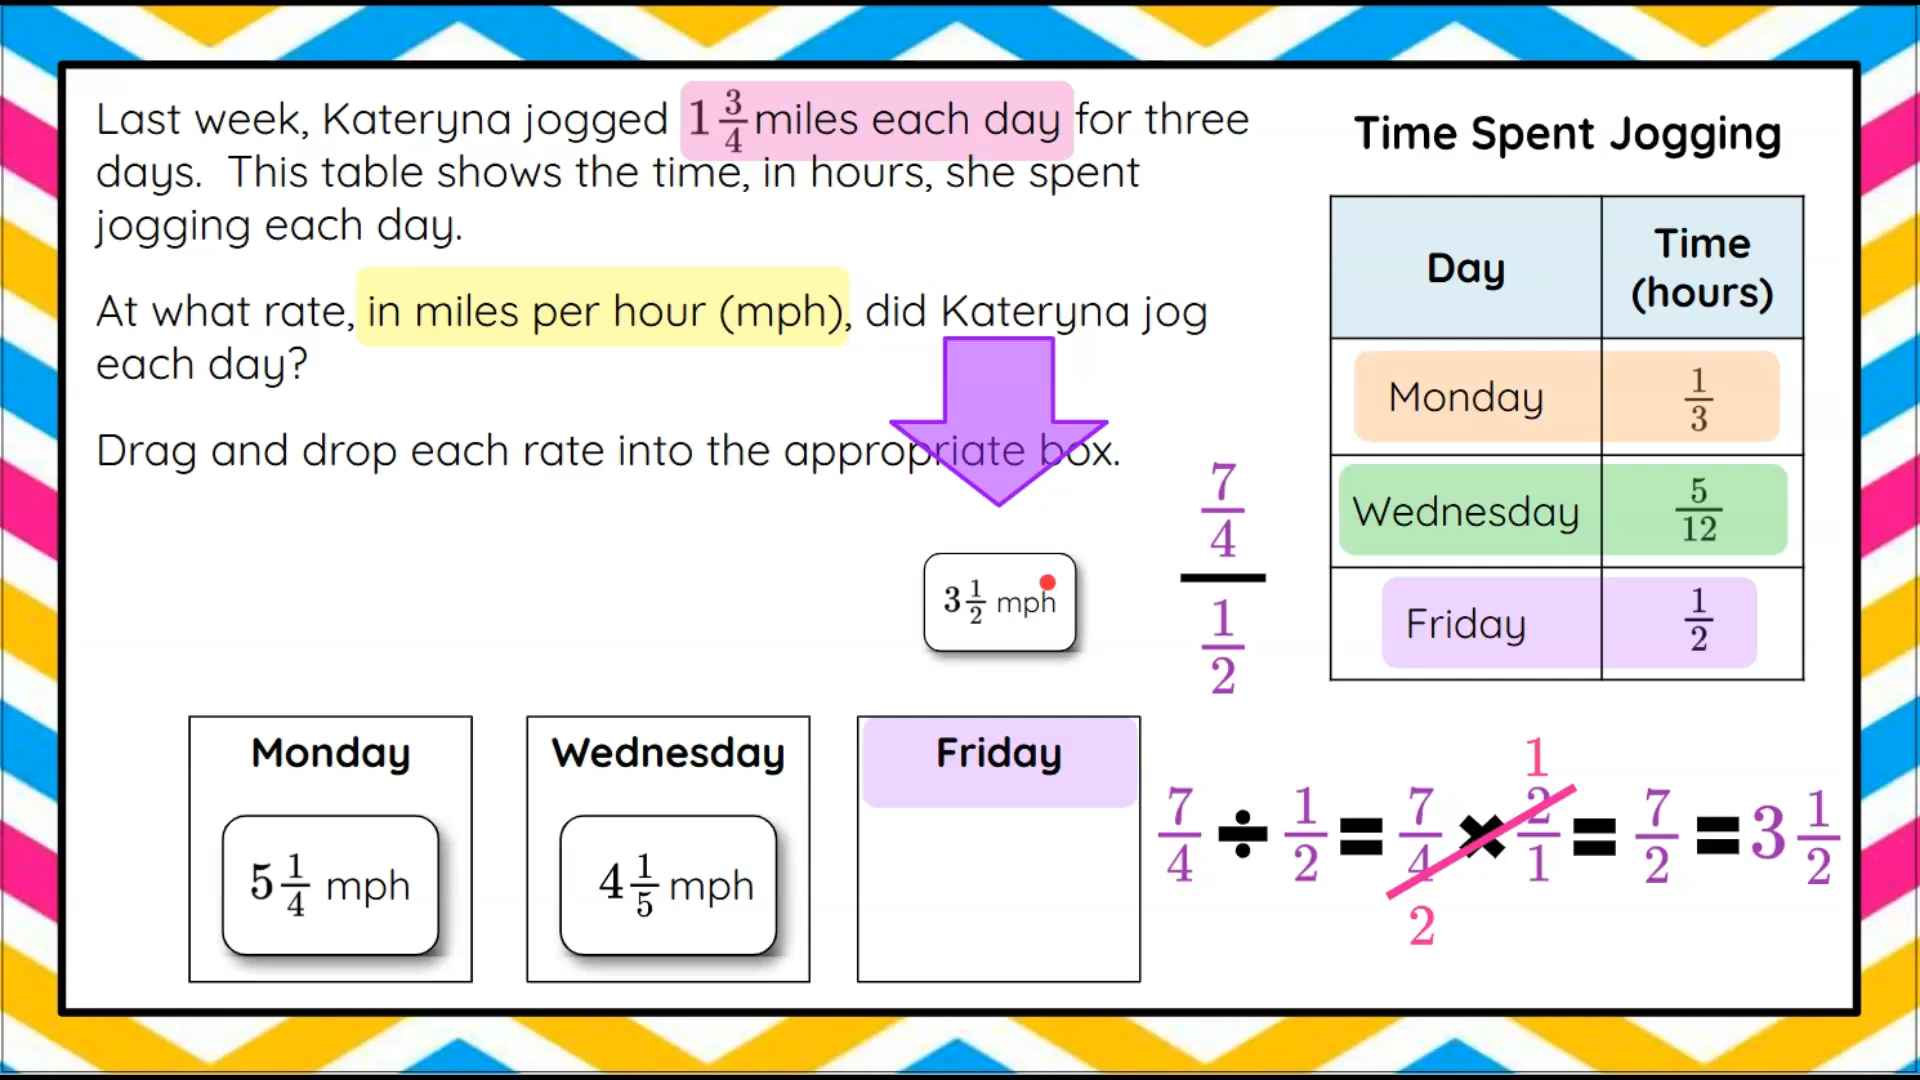 Last week, Kateryna jogged 1 3/4 miles each day for three
days. This table shows the time, in hours, she spent
jogging each day.
At what rate, in miles per hour (mph), did Kateryna jog
each day?
Drag and drop each rate into the appropriate box.
3 1/2 mph
7/4
1/2
Time Spent Jogging
Day Time (hours)
Monday 1/3
Wednesday 5/12
Friday 1/2
Monday
5 1/4 mph
Wednesday
4 1/5 mph
Friday
1
7/4 ÷ 1/2 = 7/4 × 2/1 = 7/2 = 3 1/2
2